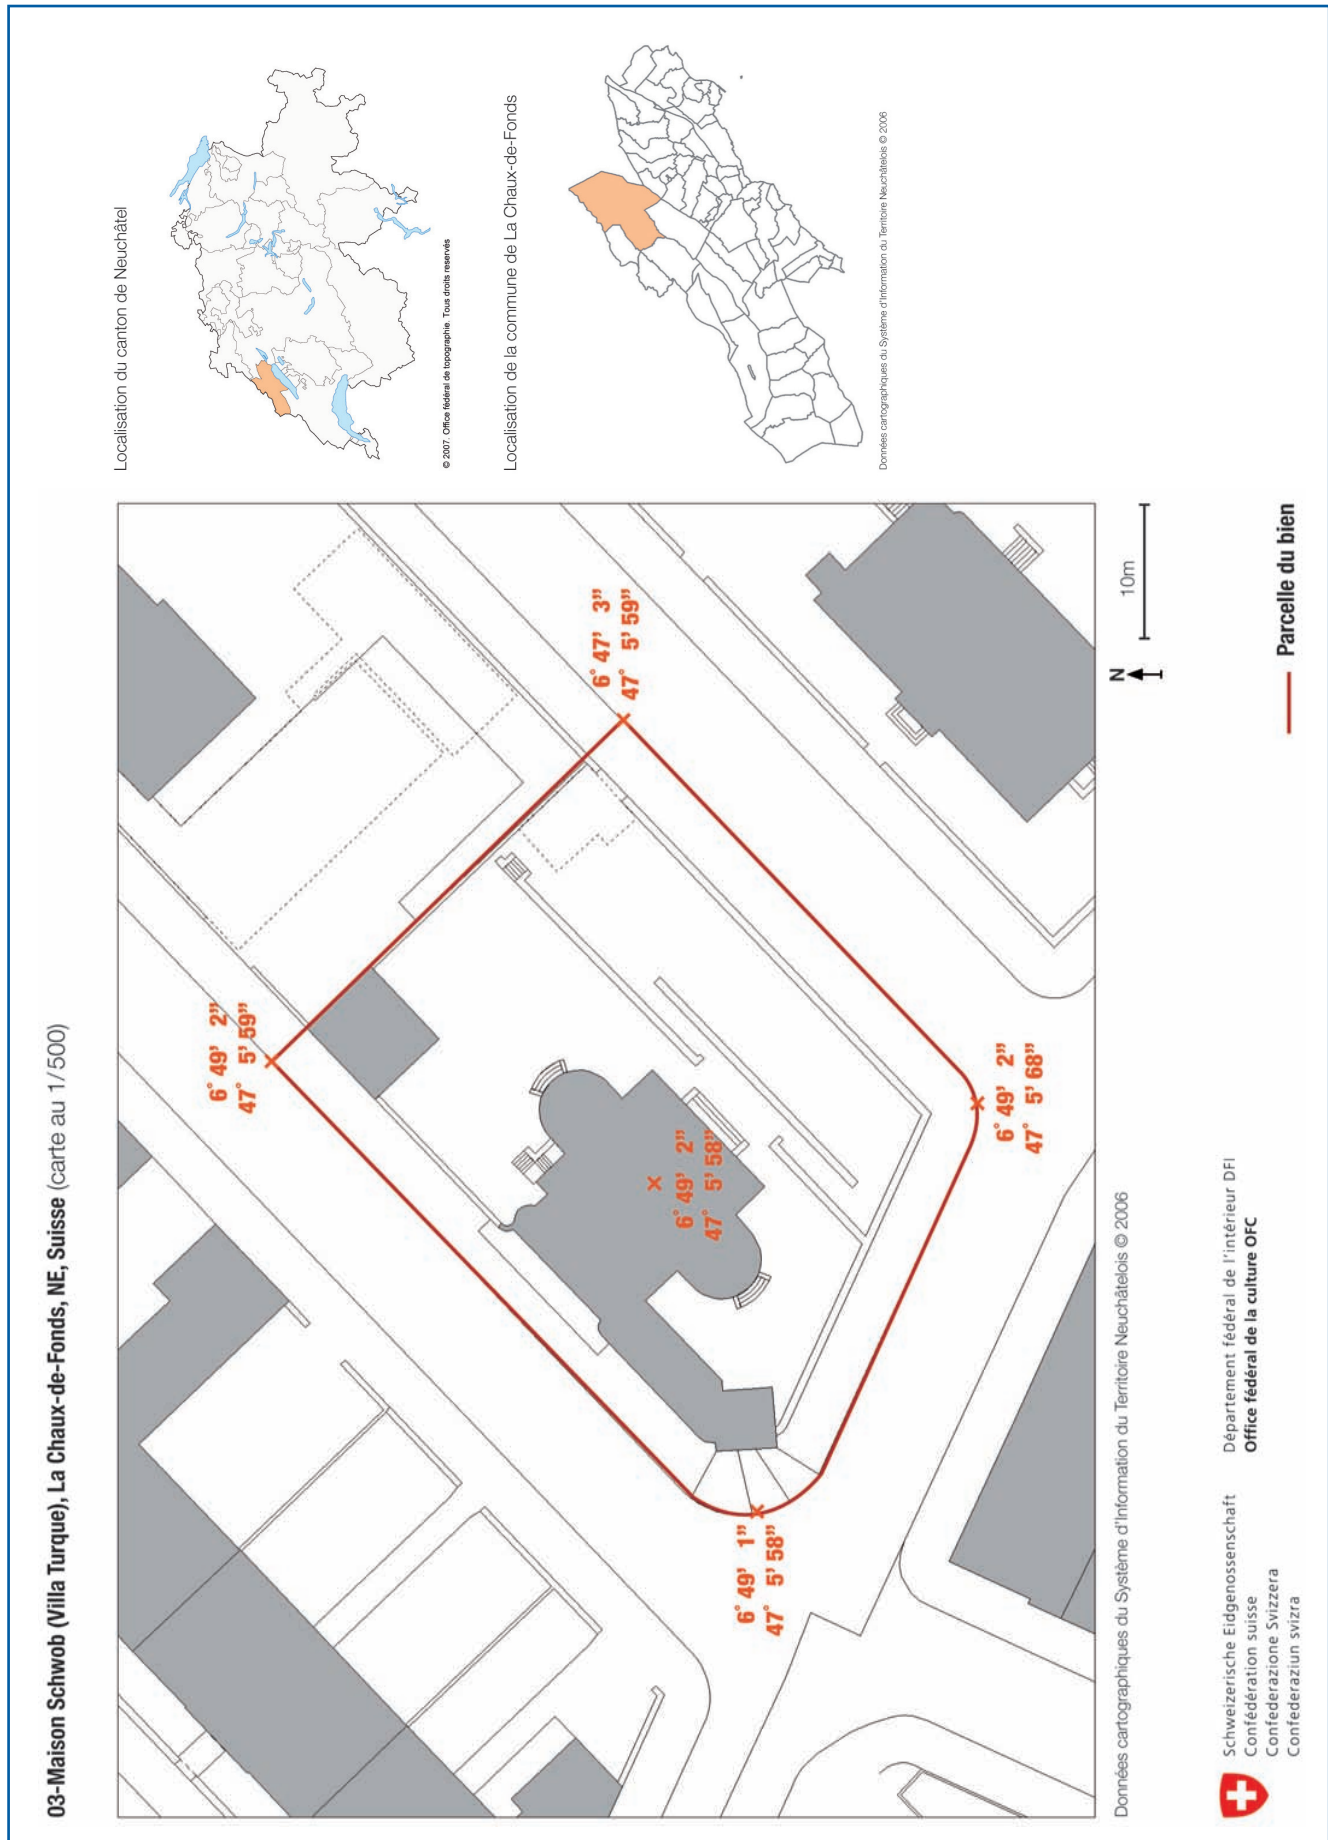 03-Maison Schwob (Villa Turque), La Chaux-de-Fonds, NE, Suisse (carte au 1/500)
6° 49' 2"
47° 5' 59"
6° 47' 3"
47° 5' 59"
6° 49' 2"
47° 5' 58"
6° 49' 1"
47° 5' 58"
6° 49' 2"
47° 5' 68"
Données cartographiques du Système d'Information du Territoire Neuchâtelois © 2006
N
10m
Schweizerische Eidgenossenschaft
Confédération suisse
Confederazione Svizzera
Confederaziun svizra
Département fédéral de l'intérieur DFI
Office fédéral de la culture OFC
Parcelle du bien
Localisation du canton de Neuchâtel
© 2007. Office fédéral de topographie. Tous droits reservés
Localisation de la commune de La Chaux-de-Fonds
Données cartographiques du Système d'Information du Territoire Neuchâtelois © 2006